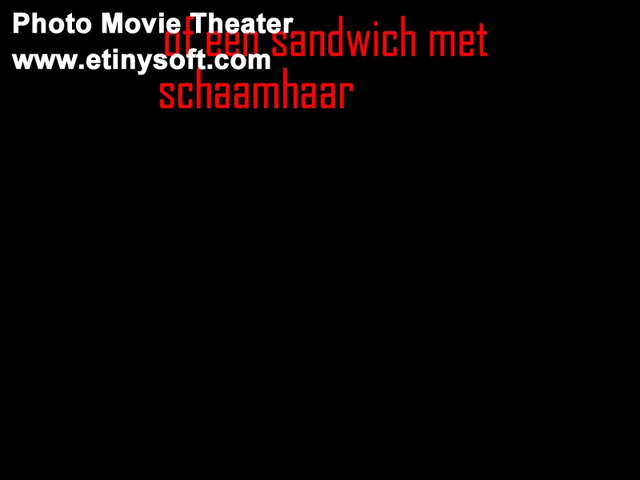 Photo Movie Theater
www.etinysoft.com
of een sandwich met
schaamhaar